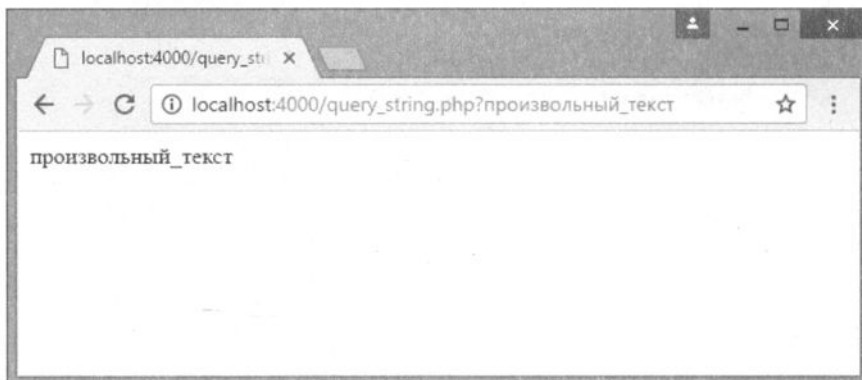 localhost:4000/query_str
localhost:4000/query_string.php?произвольный_текст
произвольный_текст